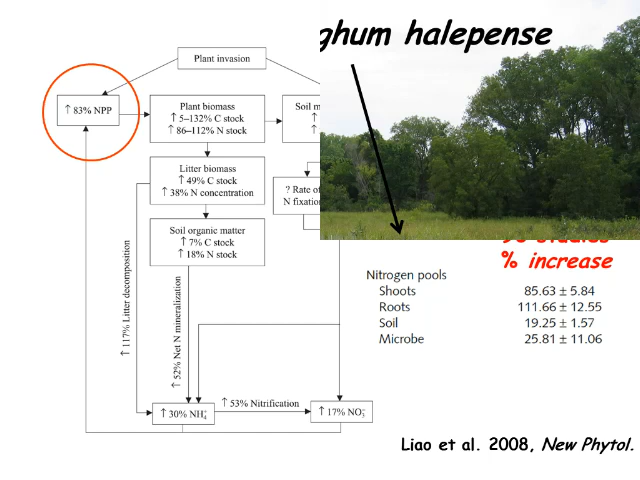 ghum halepense
Plant invasion
↑ 83% NPP
Plant biomass
↑ 5–132% C stock
↑ 86–112% N stock
Soil m
↑
↑
Litter biomass
↑ 49% C stock
↑ 38% N concentration
? Rate of
N fixation
Soil organic matter
↑ 7% C stock
↑ 18% N stock
↑ 117% Litter decomposition
↑ 52% Net N mineralization
% increase
Nitrogen pools
Shoots 85.63 ± 5.84
Roots 111.66 ± 12.55
Soil 19.25 ± 1.57
Microbe 25.81 ± 11.06
↑ 30% NH₄⁺
↑ 53% Nitrification
↑ 17% NO₃⁻
Liao et al. 2008, New Phytol.